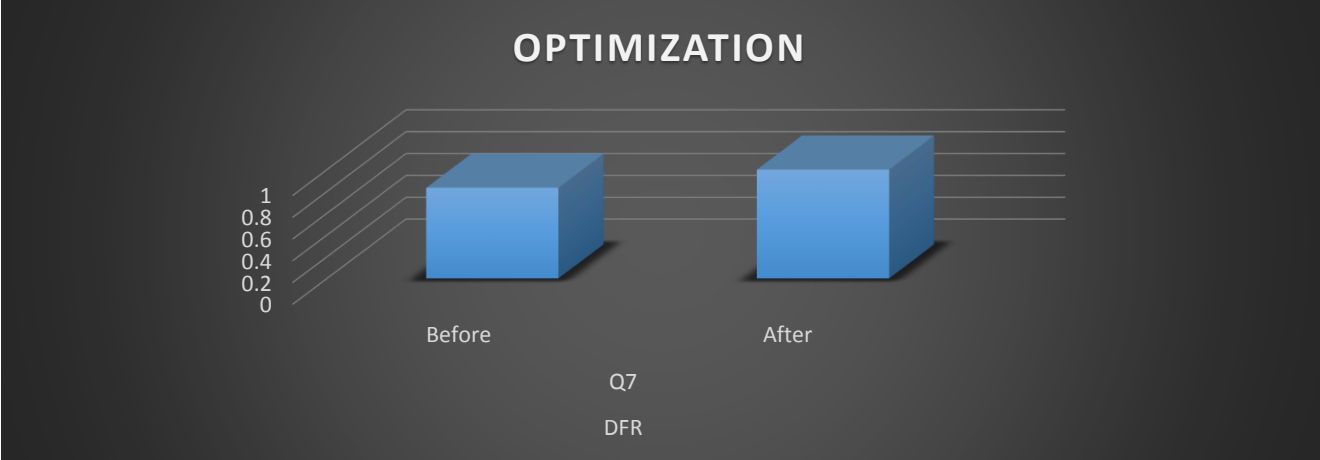 OPTIMIZATION
1
0.8
0.6
0.4
0.2
0
Before After
Q7
DFR